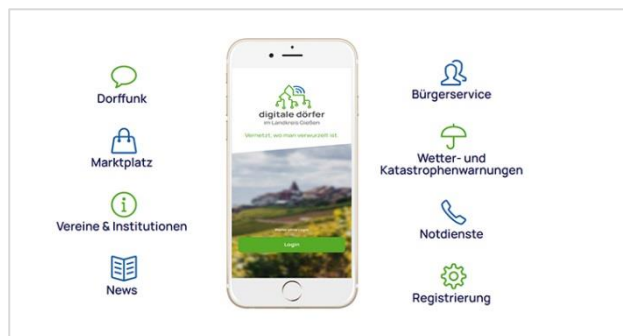 Dorffunk
Marktplatz
Vereine & Institutionen
News
digitale dörfer
im Landkreis Gießen
Vernetzt, wo man verwurzelt ist.
Login
Bürgerservice
Wetter- und
Katastrophenwarnungen
Notdienste
Registrierung